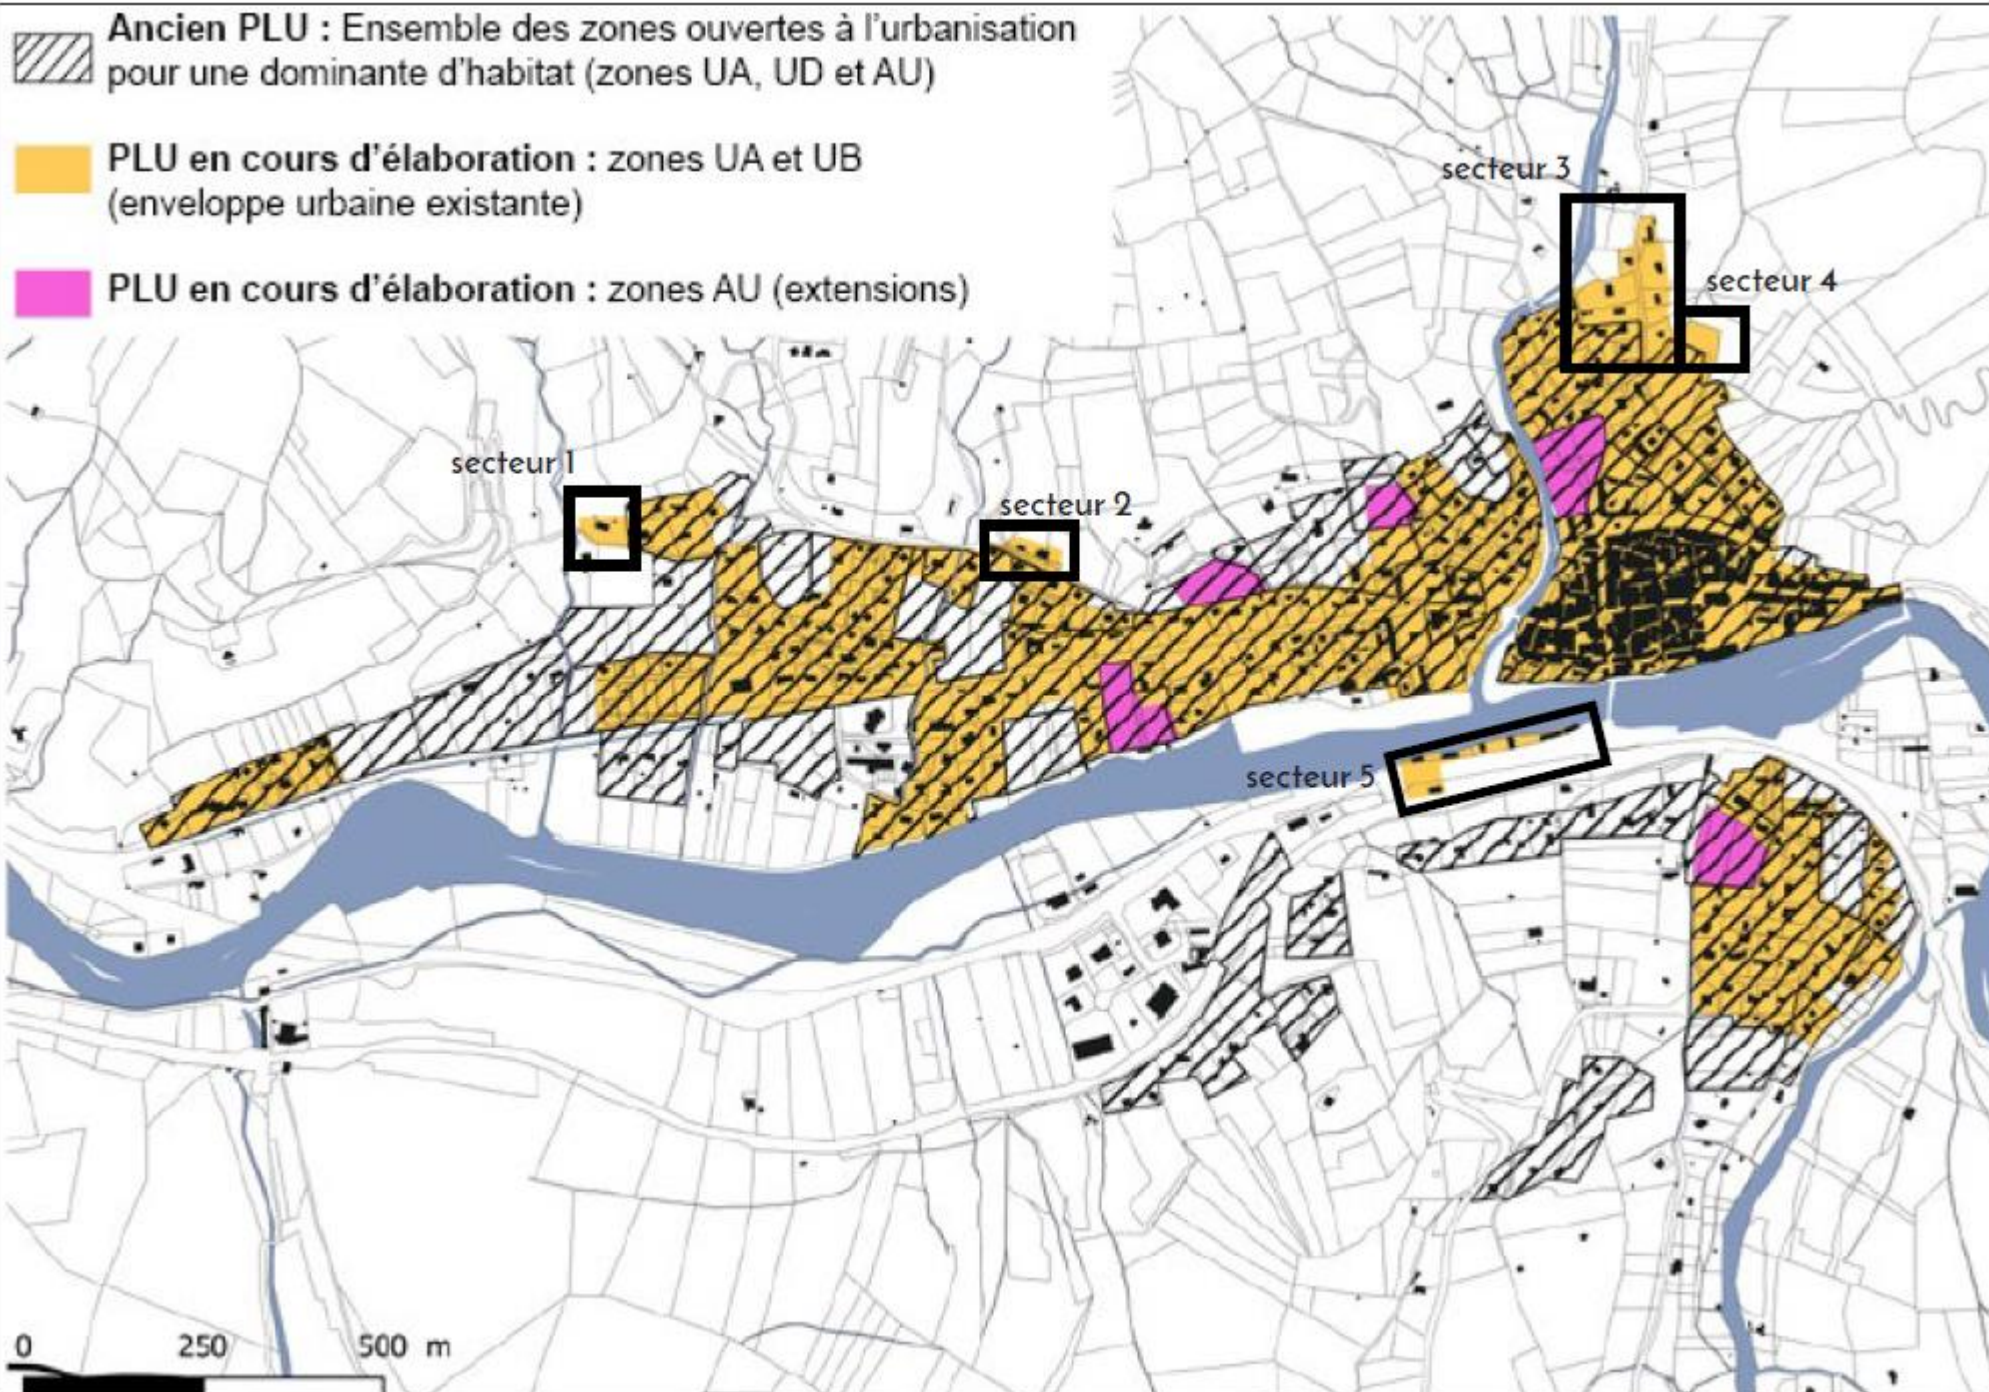 Ancien PLU : Ensemble des zones ouvertes à l'urbanisation
pour une dominante d'habitat (zones UA, UD et AU)
PLU en cours d'élaboration : zones UA et UB
(enveloppe urbaine existante)
PLU en cours d'élaboration : zones AU (extensions)
secteur 3
secteur 4
secteur 1
secteur 2
secteur 5
0 250 500 m